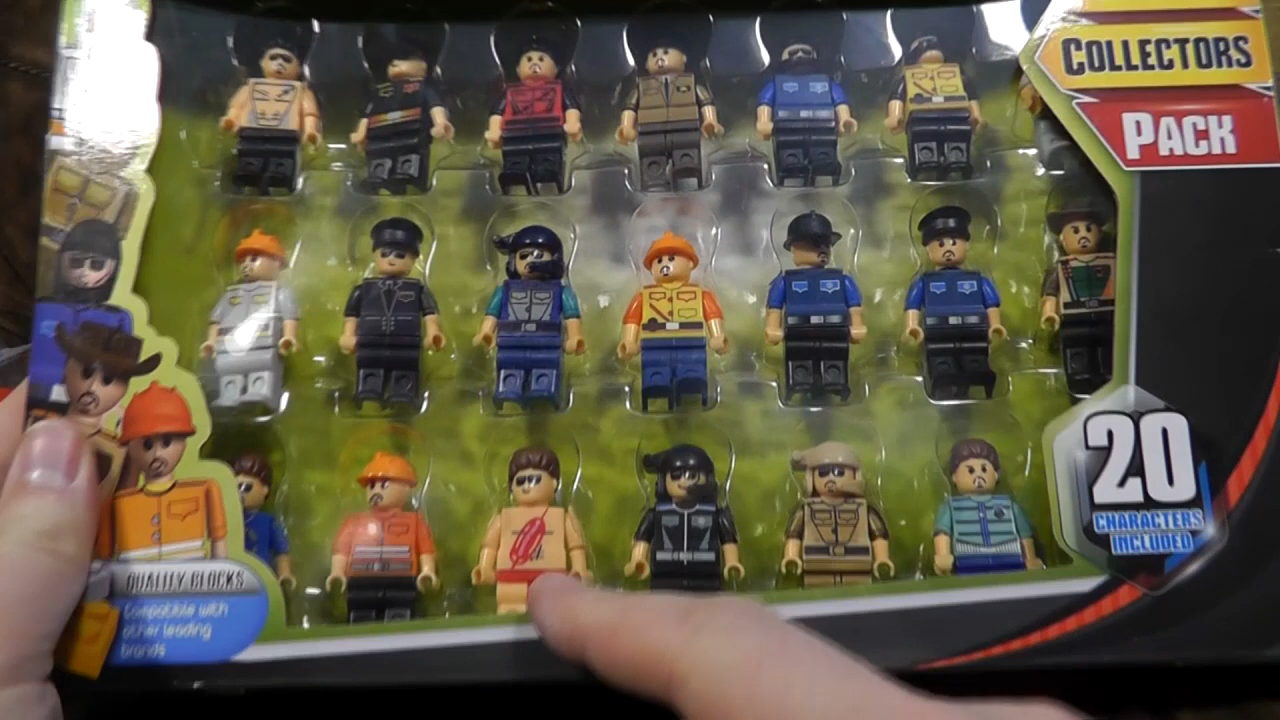 COLLECTORS
PACK
20
CHARACTERS
INCLUDED
QUALITY BLOCKS
Compatible with
other leading
brands